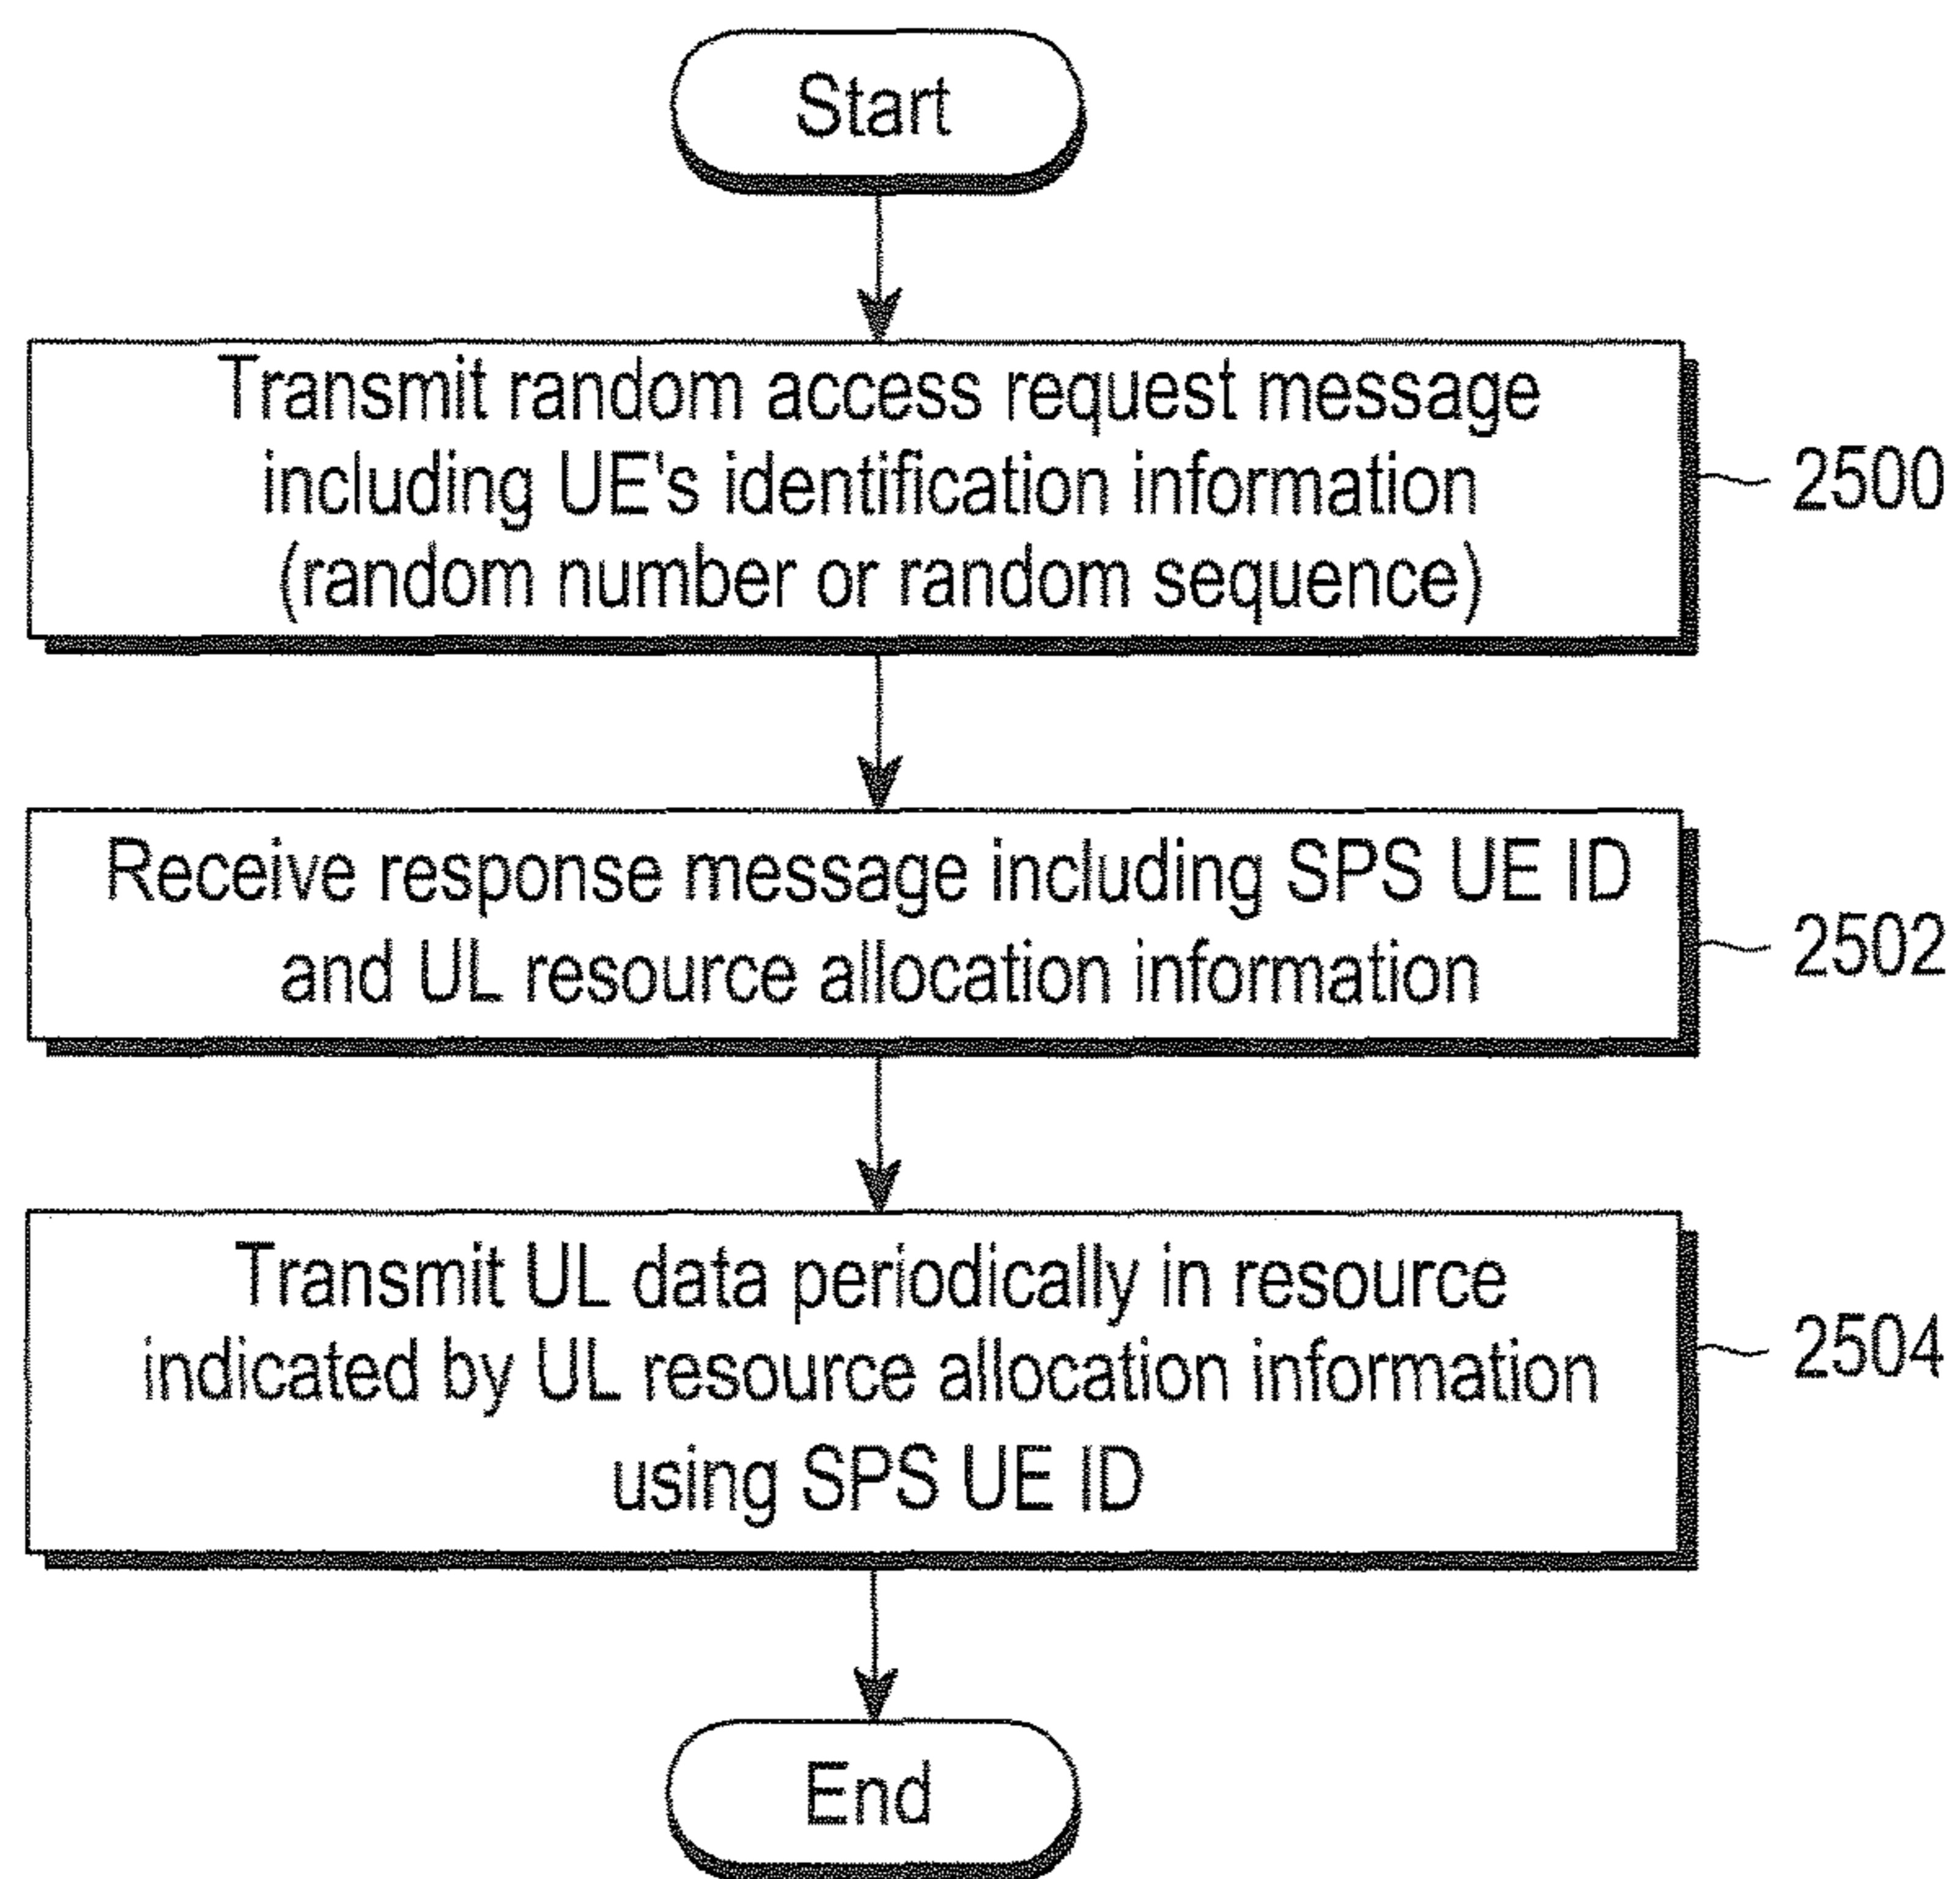 Start
Transmit random access request message
including UE's identification information
(random number or random sequence)
2500
Receive response message including SPS UE ID
and UL resource allocation information
2502
Transmit UL data periodically in resource
indicated by UL resource allocation information
using SPS UE ID
2504
End